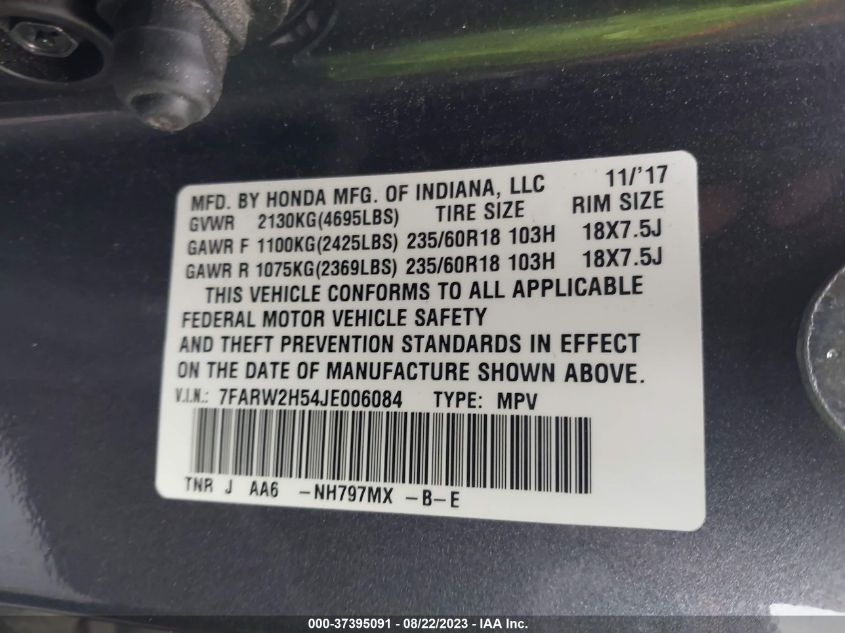 MFD. BY HONDA MFG. OF INDIANA, LLC 11/'17
GVWR 2130KG(4695LBS) TIRE SIZE RIM SIZE
GAWR F 1100KG(2425LBS) 235/60R18 103H 18X7.5J
GAWR R 1075KG(2369LBS) 235/60R18 103H 18X7.5J
THIS VEHICLE CONFORMS TO ALL APPLICABLE
FEDERAL MOTOR VEHICLE SAFETY
AND THEFT PREVENTION STANDARDS IN EFFECT
ON THE DATE OF MANUFACTURE SHOWN ABOVE.
V.I.N.: 7FARW2H54JE006084 TYPE: MPV
TNR J AA6 -NH797MX -B-E
000-37395091 - 08/22/2023 - IAA Inc.